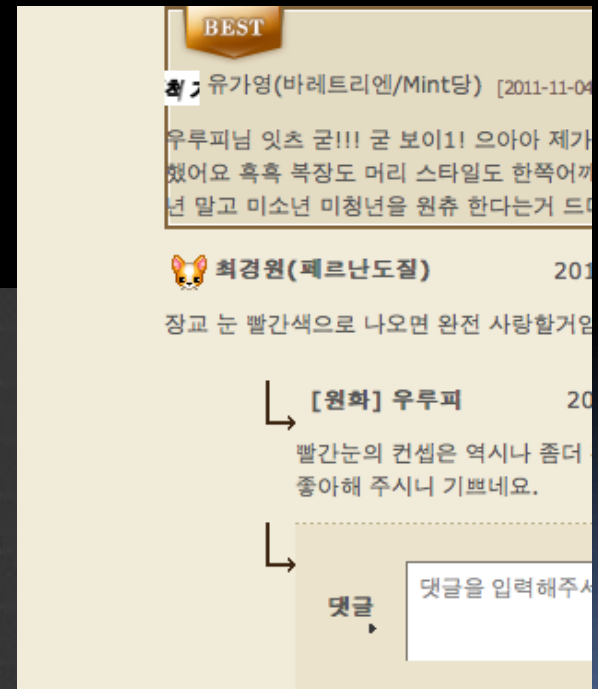 BEST
유가영(바레트리엔/Mint당) [2011-11-04
우루피님 잇츠 굳!!! 굳 보이1! 으아아 제가
했어요 흑흑 복장도 머리 스타일도 한쪽어깨
년 말고 미소년 미청년을 원츄 한다는거
최경원(페르난도질) 201
장교 눈 빨간색으로 나오면 완전 사랑할거임
[원화] 우루피 20
빨간눈의 컨셉은 역시나 좀더
좋아해 주시니 기쁘네요.
댓글
댓글을 입력해주세